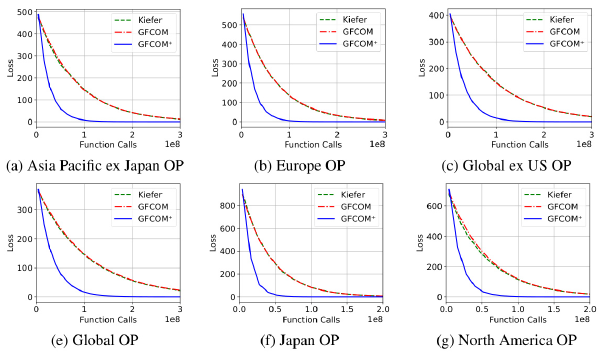 Kiefer
GFCOM
GFCOM⁺
500
400
300
200
100
0
Loss
0 1 2 3
Function Calls 1e8
(a) Asia Pacific ex Japan OP
Kiefer
GFCOM
GFCOM⁺
500
400
300
200
100
0
Loss
0 1 2 3
Function Calls 1e8
(b) Europe OP
Kiefer
GFCOM
GFCOM⁺
400
300
200
100
0
Loss
0 1 2 3
Function Calls 1e8
(c) Global ex US OP
Kiefer
GFCOM
GFCOM⁺
300
200
100
0
Loss
0 1 2 3
Function Calls 1e8
(e) Global OP
Kiefer
GFCOM
GFCOM⁺
800
600
400
200
0
Loss
0.0 0.5 1.0 1.5 2.0
Function Calls 1e8
(f) Japan OP
Kiefer
GFCOM
GFCOM⁺
600
400
200
0
Loss
0.0 0.5 1.0 1.5 2.0
Function Calls 1e8
(g) North America OP